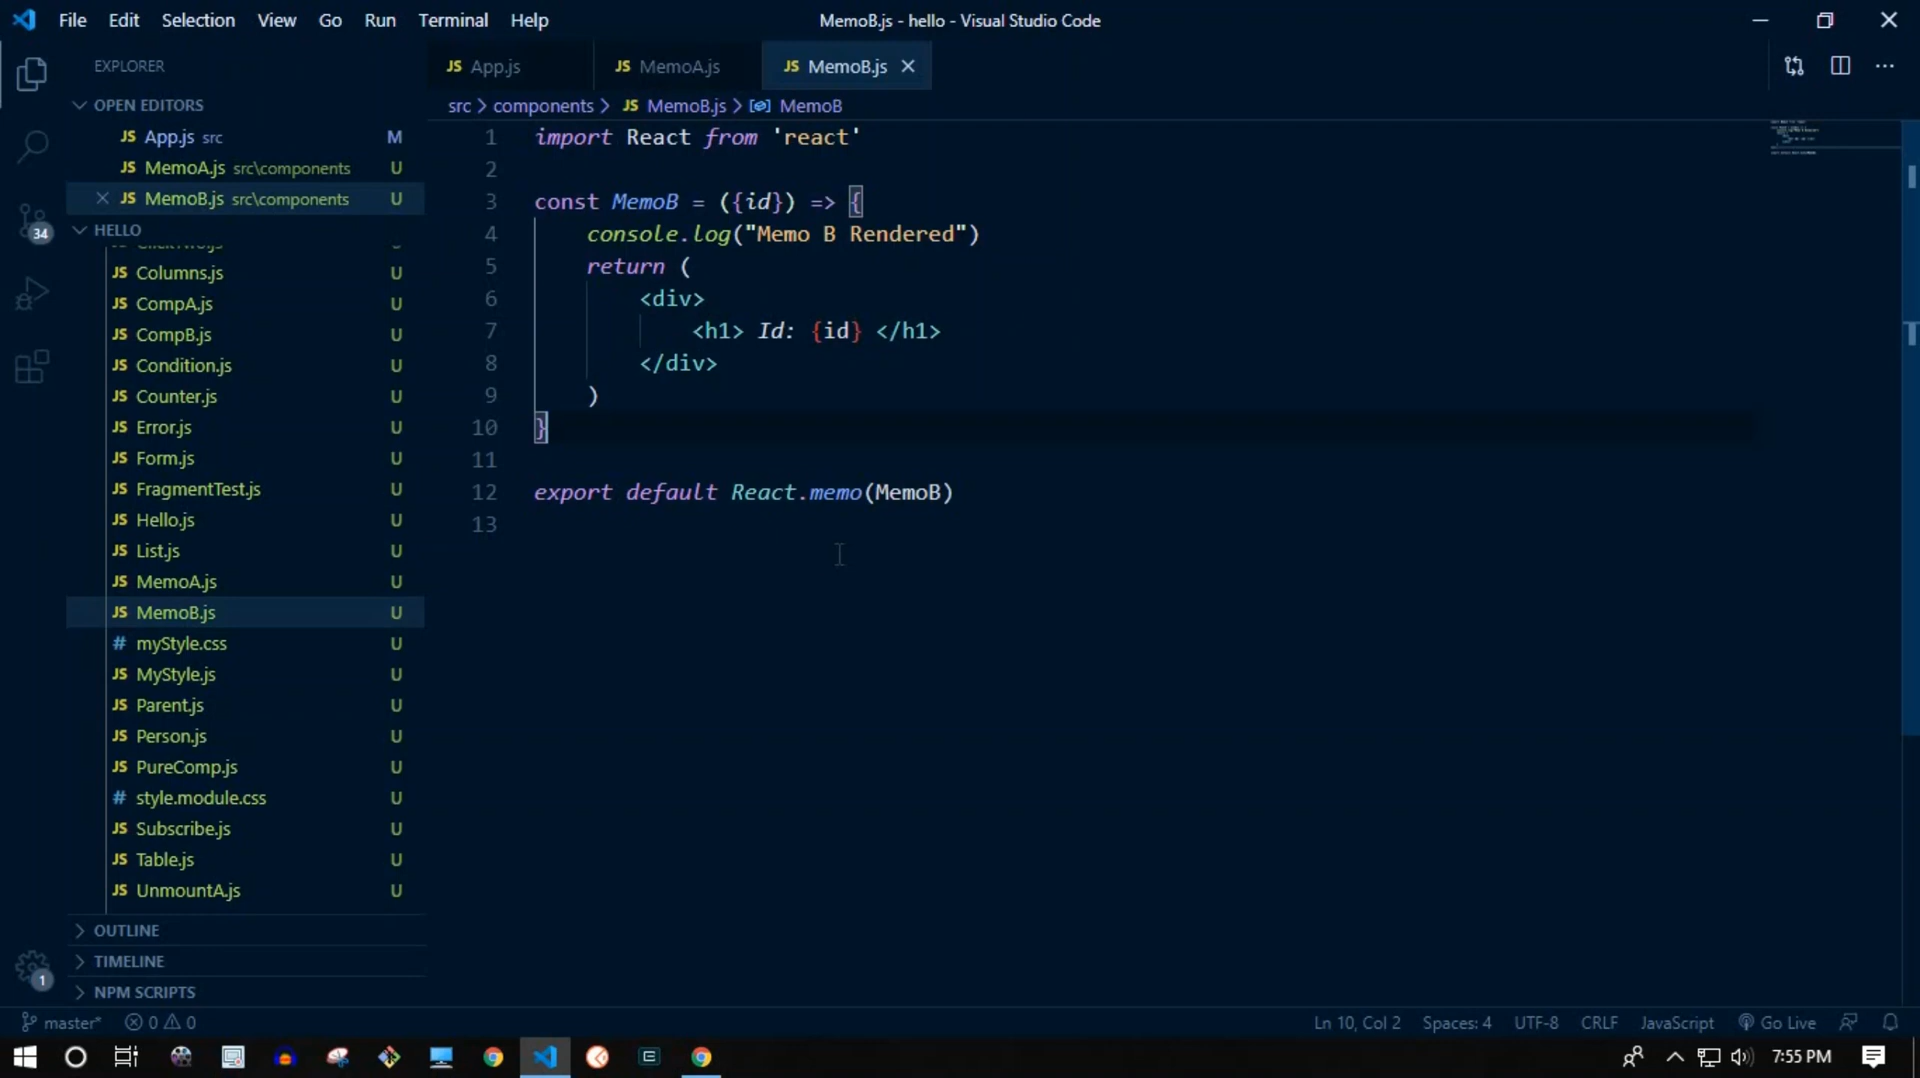 File Edit Selection View Go Run Terminal Help
MemoB.js - hello - Visual Studio Code
EXPLORER
OPEN EDITORS
JS App.js src M
JS MemoA.js src\components U
JS MemoB.js src\components U
HELLO
JS Columns.js U
JS CompA.js U
JS CompB.js U
JS Condition.js U
JS Counter.js U
JS Error.js U
JS Form.js U
JS FragmentTest.js U
JS Hello.js U
JS List.js U
JS MemoA.js U
JS MemoB.js U
# myStyle.css U
JS MyStyle.js U
JS Parent.js U
JS Person.js U
JS PureComp.js U
# style.module.css U
JS Subscribe.js U
JS Table.js U
JS UnmountA.js U
OUTLINE
TIMELINE
NPM SCRIPTS
34
1
JS App.js JS MemoA.js JS MemoB.js
src > components > JS MemoB.js > MemoB
1 import React from 'react'
2
3 const MemoB = ({id}) => {
4 console.log("Memo B Rendered")
5 return (
6 <div>
7 <h1> Id: {id} </h1>
8 </div>
9 )
10 }
11
12 export default React.memo(MemoB)
13
master* 0 0
Ln 10, Col 2 Spaces: 4 UTF-8 CRLF JavaScript Go Live
7:55 PM